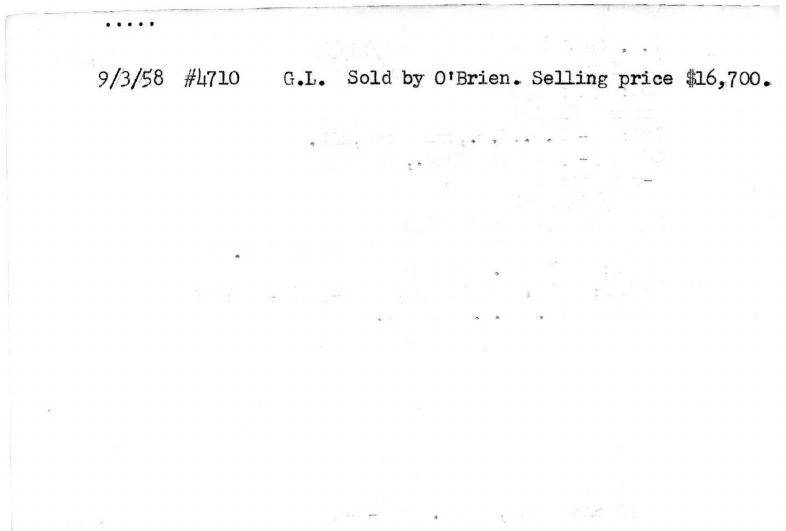 .....
9/3/58 #4710 G.L. Sold by O'Brien. Selling price $16,700.